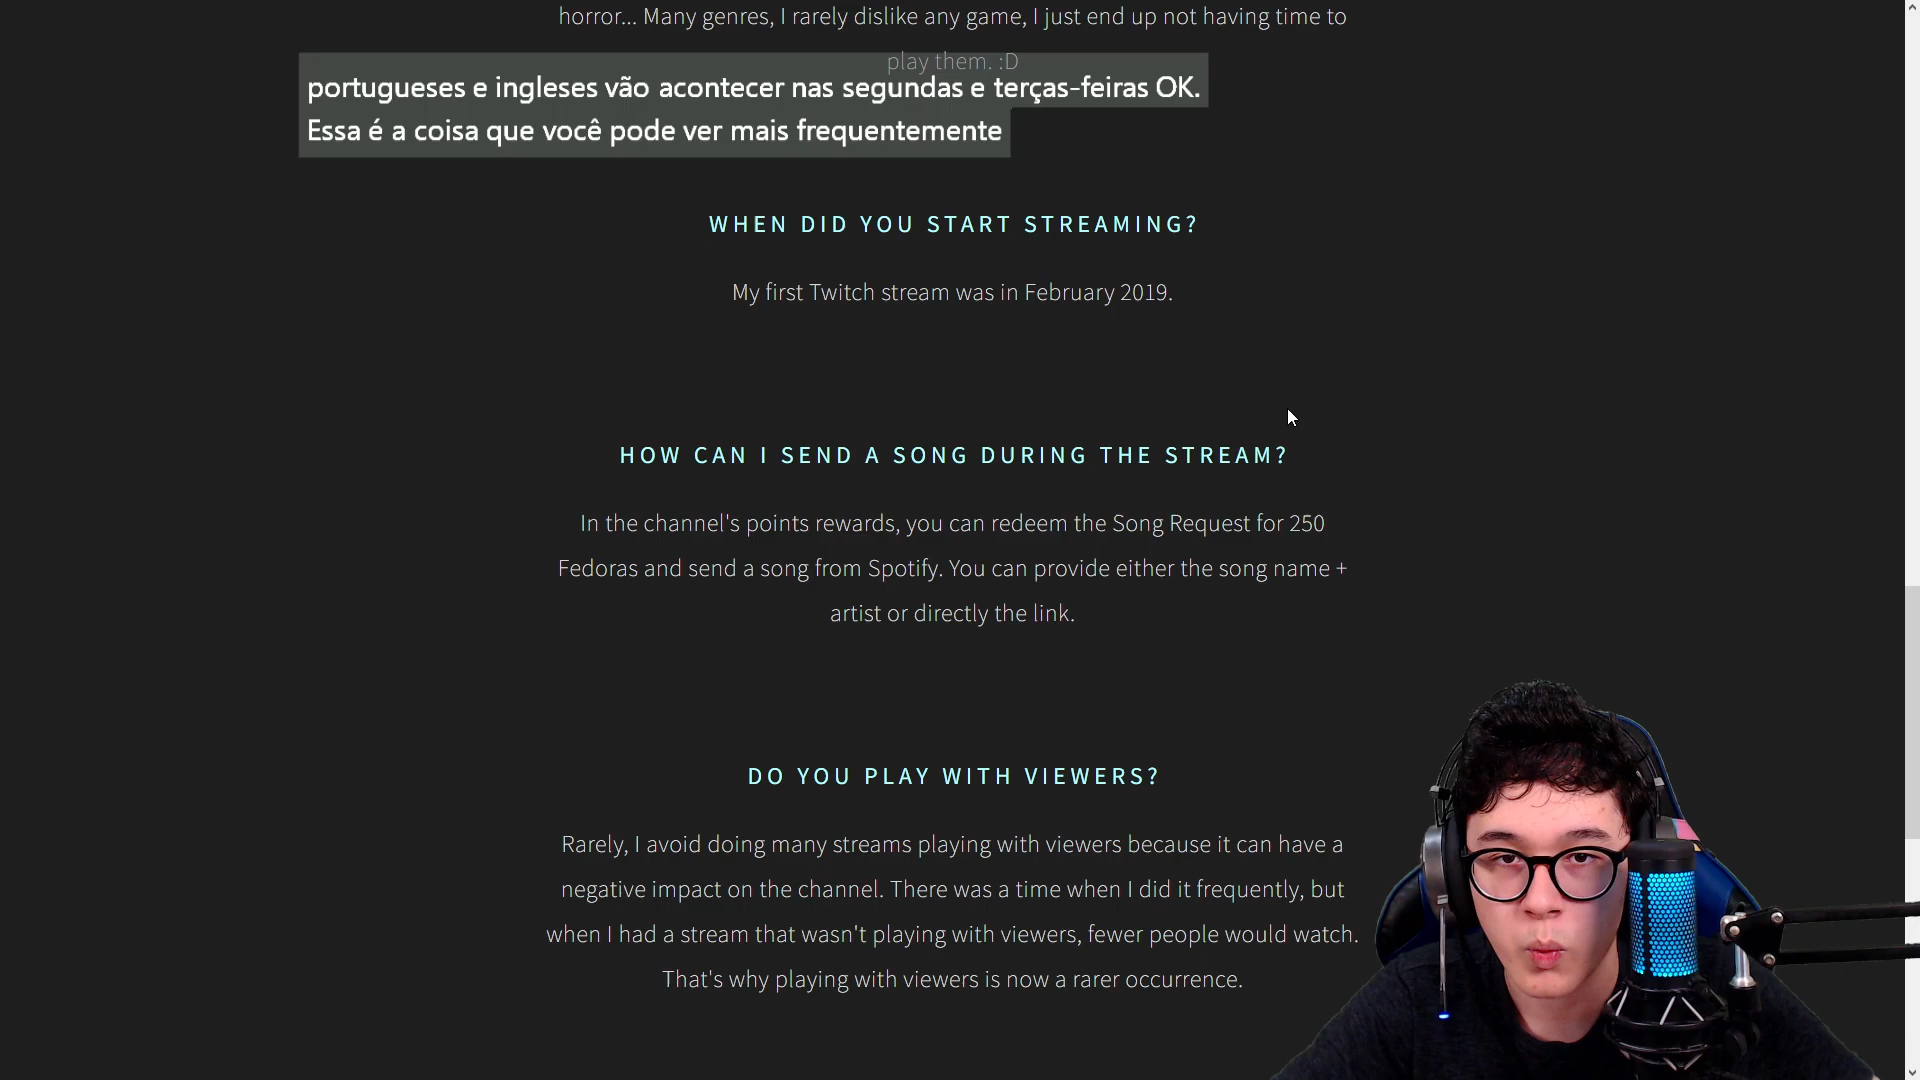 horror... Many genres, I rarely dislike any game, I just end up not having time to
play them. :D
portugueses e ingleses vão acontecer nas segundas e terças-feiras OK.
Essa é a coisa que você pode ver mais frequentemente
WHEN DID YOU START STREAMING?
My first Twitch stream was in February 2019.
HOW CAN I SEND A SONG DURING THE STREAM?
In the channel's points rewards, you can redeem the Song Request for 250
Fedoras and send a song from Spotify. You can provide either the song name +
artist or directly the link.
DO YOU PLAY WITH VIEWERS?
Rarely, I avoid doing many streams playing with viewers because it can have a
negative impact on the channel. There was a time when I did it frequently, but
when I had a stream that wasn't playing with viewers, fewer people would watch.
That's why playing with viewers is now a rarer occurrence.